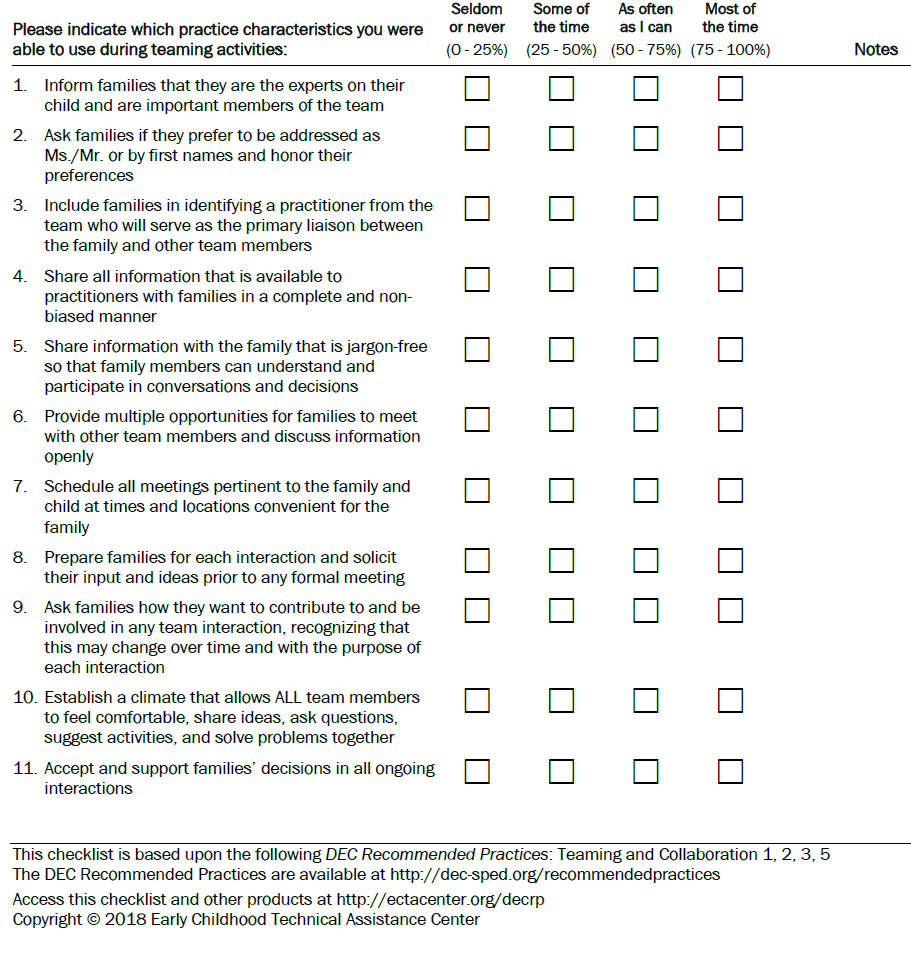 Seldom or never (0 - 25%)
Some of the time (25 - 50%)
As often as I can (50 - 75%)
Most of the time (75 - 100%)
Please indicate which practice characteristics you were
able to use during teaming activities:
Notes
1. Inform families that they are the experts on their
child and are important members of the team
2. Ask families if they prefer to be addressed as
Ms./Mr. or by first names and honor their
preferences
3. Include families in identifying a practitioner from the
team who will serve as the primary liaison between
the family and other team members
4. Share all information that is available to
practitioners with families in a complete and non-
biased manner
5. Share information with the family that is jargon-free
so that family members can understand and
participate in conversations and decisions
6. Provide multiple opportunities for families to meet
with other team members and discuss information
openly
7. Schedule all meetings pertinent to the family and
child at times and locations convenient for the
family
8. Prepare families for each interaction and solicit
their input and ideas prior to any formal meeting
9. Ask families how they want to contribute to and be
involved in any team interaction, recognizing that
this may change over time and with the purpose of
each interaction
10. Establish a climate that allows ALL team members
to feel comfortable, share ideas, ask questions,
suggest activities, and solve problems together
11. Accept and support families’ decisions in all ongoing
interactions
This checklist is based upon the following DEC Recommended Practices: Teaming and Collaboration 1, 2, 3, 5
The DEC Recommended Practices are available at http://dec-sped.org/recommendedpractices
Access this checklist and other products at http://ectacenter.org/decrp
Copyright © 2018 Early Childhood Technical Assistance Center